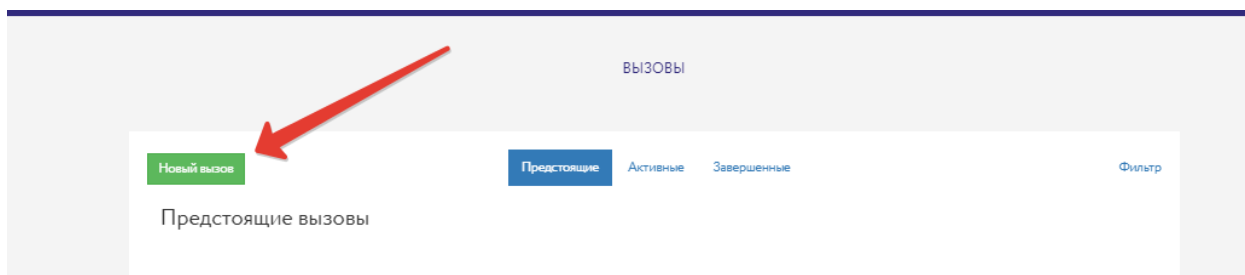 ВЫЗОВЫ
Новый вызов Предстоящие Активные Завершенные Фильтр
Предстоящие вызовы